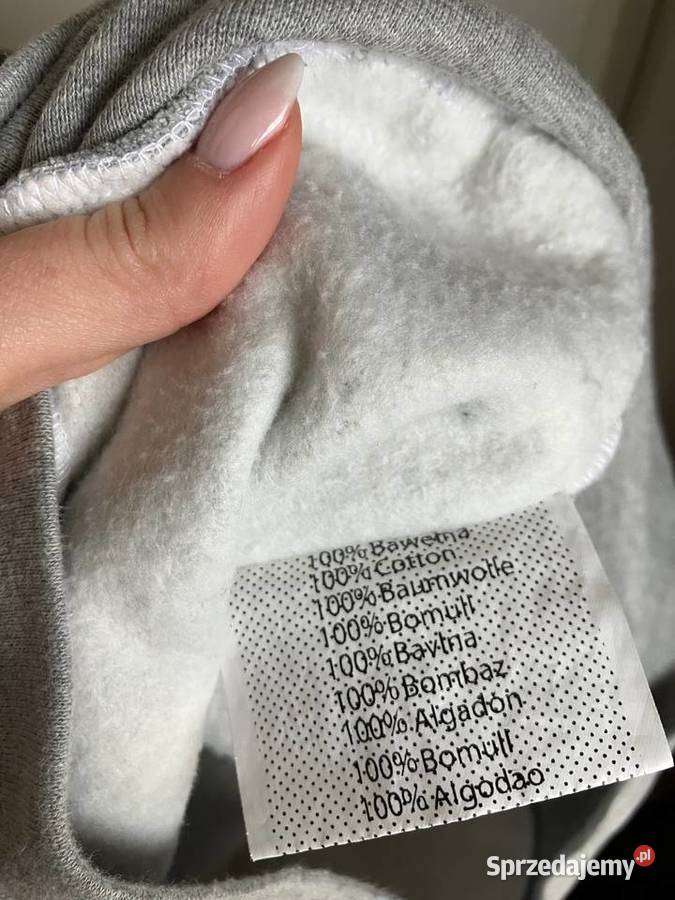 100% Bawełna
100% Cotton
100% Baumwolle
100% Bomull
100% Bavlna
100% Bombaz
100% Algadón
100% Bomull
100% Algodao
Sprzedajemy.pl